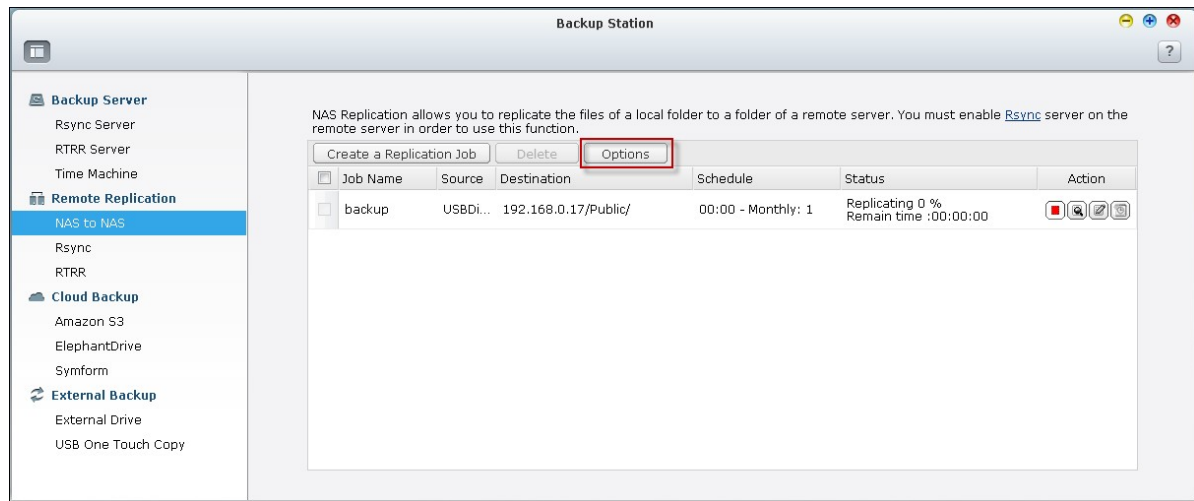 Backup Station
?
Backup Server
Rsync Server
RTRR Server
Time Machine
Remote Replication
NAS to NAS
Rsync
RTRR
Cloud Backup
Amazon S3
ElephantDrive
Symform
External Backup
External Drive
USB One Touch Copy
NAS Replication allows you to replicate the files of a local folder to a folder of a remote server. You must enable Rsync server on the
remote server in order to use this function.
Create a Replication Job Delete Options
Job Name Source Destination Schedule Status Action
backup USBDi... 192.168.0.17/Public/ 00:00 - Monthly: 1 Replicating 0 %
Remain time :00:00:00